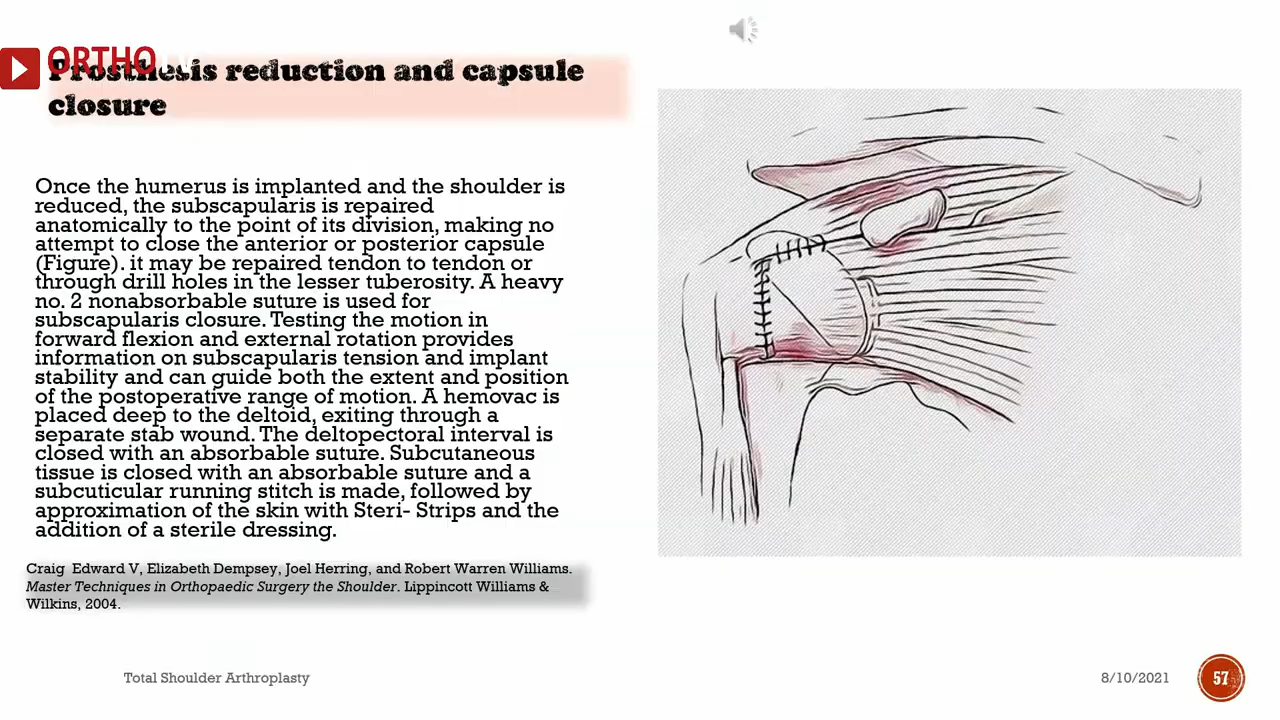 ORTHOTV
Prosthesis reduction and capsule
closure
Once the humerus is implanted and the shoulder is
reduced, the subscapularis is repaired
anatomically to the point of its division, making no
attempt to close the anterior or posterior capsule
(Figure). it may be repaired tendon to tendon or
through drill holes in the lesser tuberosity. A heavy
no. 2 nonabsorbable suture is used for
subscapularis closure. Testing the motion in
forward flexion and external rotation provides
information on subscapularis tension and implant
stability and can guide both the extent and position
of the postoperative range of motion. A hemovac is
placed deep to the deltoid, exiting through a
separate stab wound. The deltopectoral interval is
closed with an absorbable suture. Subcutaneous
tissue is closed with an absorbable suture and a
subcuticular running stitch is made, followed by
approximation of the skin with Steri- Strips and the
addition of a sterile dressing.
Craig Edward V, Elizabeth Dempsey, Joel Herring, and Robert Warren Williams.
Master Techniques in Orthopaedic Surgery the Shoulder. Lippincott Williams &
Wilkins, 2004.
Total Shoulder Arthroplasty
8/10/2021
57